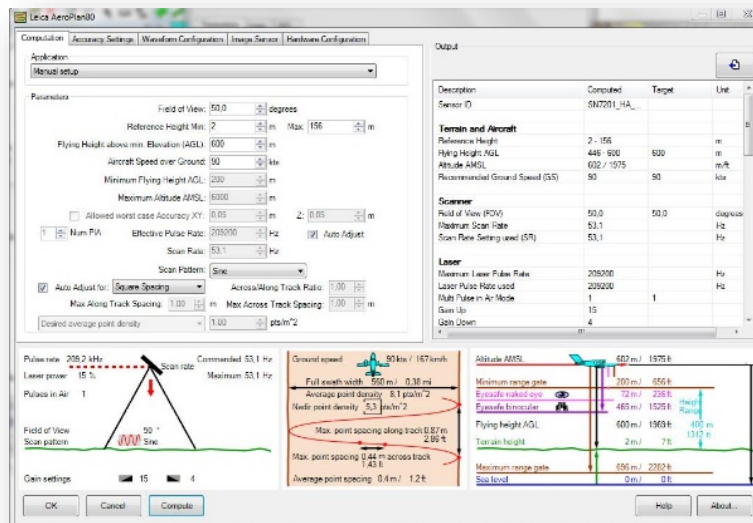 Leica AeroPlan80
Computation Accuracy Settings Waveform Configuration Image Sensor Hardware Configuration
Application
Manual setup
Parameters
Field of View: 50,0 degrees
Reference Height Min: 2 m Max: 156 m
Flying Height above min. Elevation (AGL): 600 m
Aircraft Speed over Ground: 90 kts
Minimum Flying Height AGL: 200 m
Maximum Altitude AMSL: 6000 m
Allowed worst case Accuracy XY: 0,05 m Z: 0,05 m
1 Num PIA Effective Pulse Rate: 209200 Hz Auto Adjust
Scan Rate: 53,1 Hz
Scan Pattern: Sine
Auto Adjust for: Square Spacing Across/Along Track Ratio: 1,00
Max Along Track Spacing: 1,00 m Max Across Track Spacing: 1,00 m
Desired average point density 1,00 pts/m^2
Output
Description Computed Target Unit
Sensor ID SN7201_HA_...
Terrain and Aircraft
Reference Height 2 - 156 m
Flying Height AGL 446 - 600 600 m
Altitude AMSL 602 / 1975 m/ft
Recommended Ground Speed (GS) 90 90 kts
Scanner
Field of View (FOV) 50,0 50,0 degrees
Maximum Scan Rate 53,1 Hz
Scan Rate Setting used (SR) 53,1 Hz
Laser
Maximum Laser Pulse Rate 209200 Hz
Laser Pulse Rate used 209200 Hz
Multi Pulse in Air Mode 1 1
Gain Up 15
Gain Down 4
Pulse rate 209,2 kHz Commanded 53,1 Hz
Scan rate
Laser power 15 % Maximum 53,1 Hz
Pulses in Air 1
Field of View 50 °
Scan pattern Sine
Gain settings 15 4
Ground speed 90 kts / 167 km/h
Full swath width 560 m / 0,38 mi
Average point density 8,1 pts/m^2
Nadir point density 5,3 pts/m^2
Max. point spacing along track 0,87 m
2,86 ft
Max. point spacing 0,44 m across track
1,43 ft
Average point spacing 0,4 m / 1,2 ft
Altitude AMSL 602 m / 1975 ft
Minimum range gate 200 m / 656 ft
Eyesafe naked eye 72 m / 236 ft
Eyesafe binocular 465 m / 1525 ft
Height
Range
Flying height AGL 600 m / 1969 ft
400 m
1312 ft
Terrain height 2 m / 7 ft
Maximum range gate 696 m / 2282 ft
Sea level 0 m / 0 ft
OK Cancel Compute Help About...